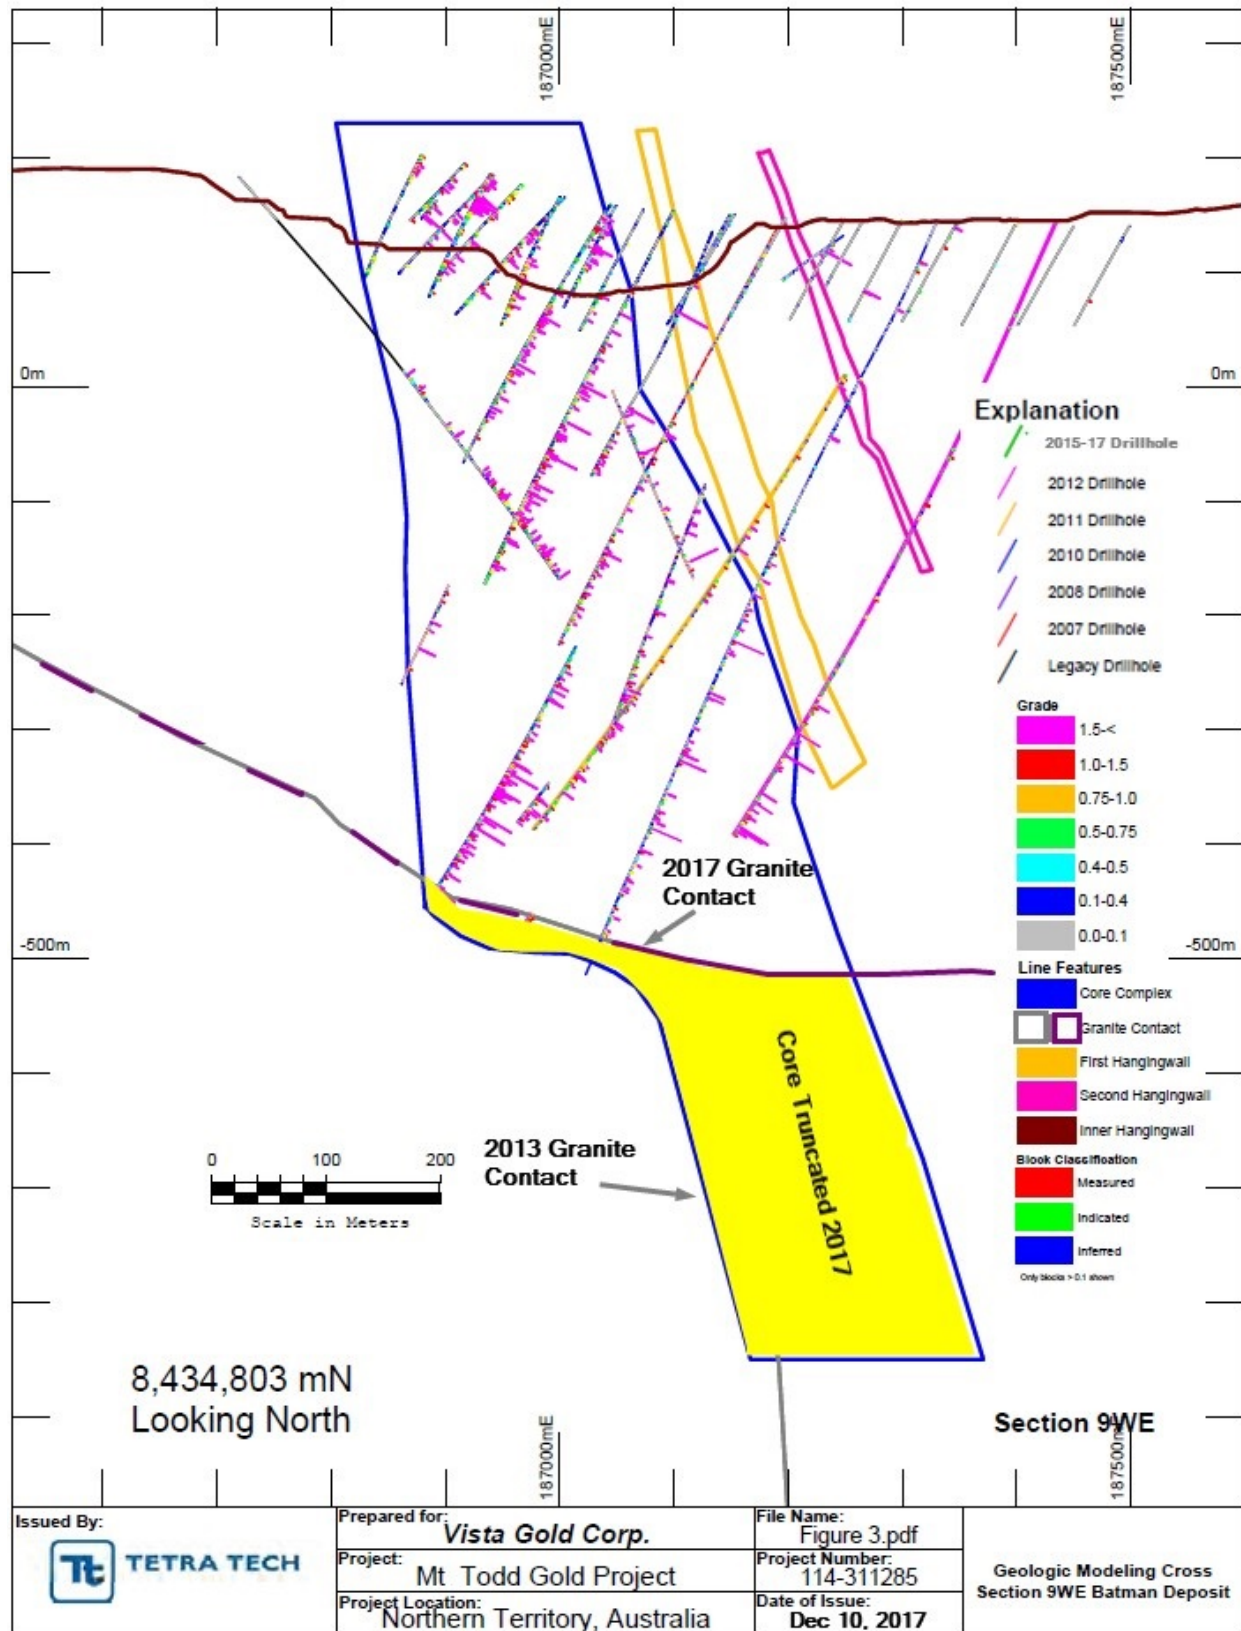 187000mE
187500mE
0m
0m
Explanation
2015-17 Drillhole
2012 Drillhole
2011 Drillhole
2010 Drillhole
2008 Drillhole
2007 Drillhole
Legacy Drillhole
Grade
1.5-<
1.0-1.5
0.75-1.0
0.5-0.75
0.4-0.5
0.1-0.4
0.0-0.1
2017 Granite
Contact
-500m
-500m
Line Features
Core Complex
Granite Contact
First Hangingwall
Second Hangingwall
Inner Hangingwall
Block Classification
Measured
Indicated
Inferred
Only blocks > 0.1 shown
Core Truncated 2017
2013 Granite
Contact
0 100 200
Scale in Meters
8,434,803 mN
Looking North
Section 9WE
187000mE
187500mE
Issued By:
Tt TETRA TECH
Prepared for:
Vista Gold Corp.
Project:
Mt Todd Gold Project
Project Location:
Northern Territory, Australia
File Name:
Figure 3.pdf
Project Number:
114-311285
Date of Issue:
Dec 10, 2017
Geologic Modeling Cross
Section 9WE Batman Deposit